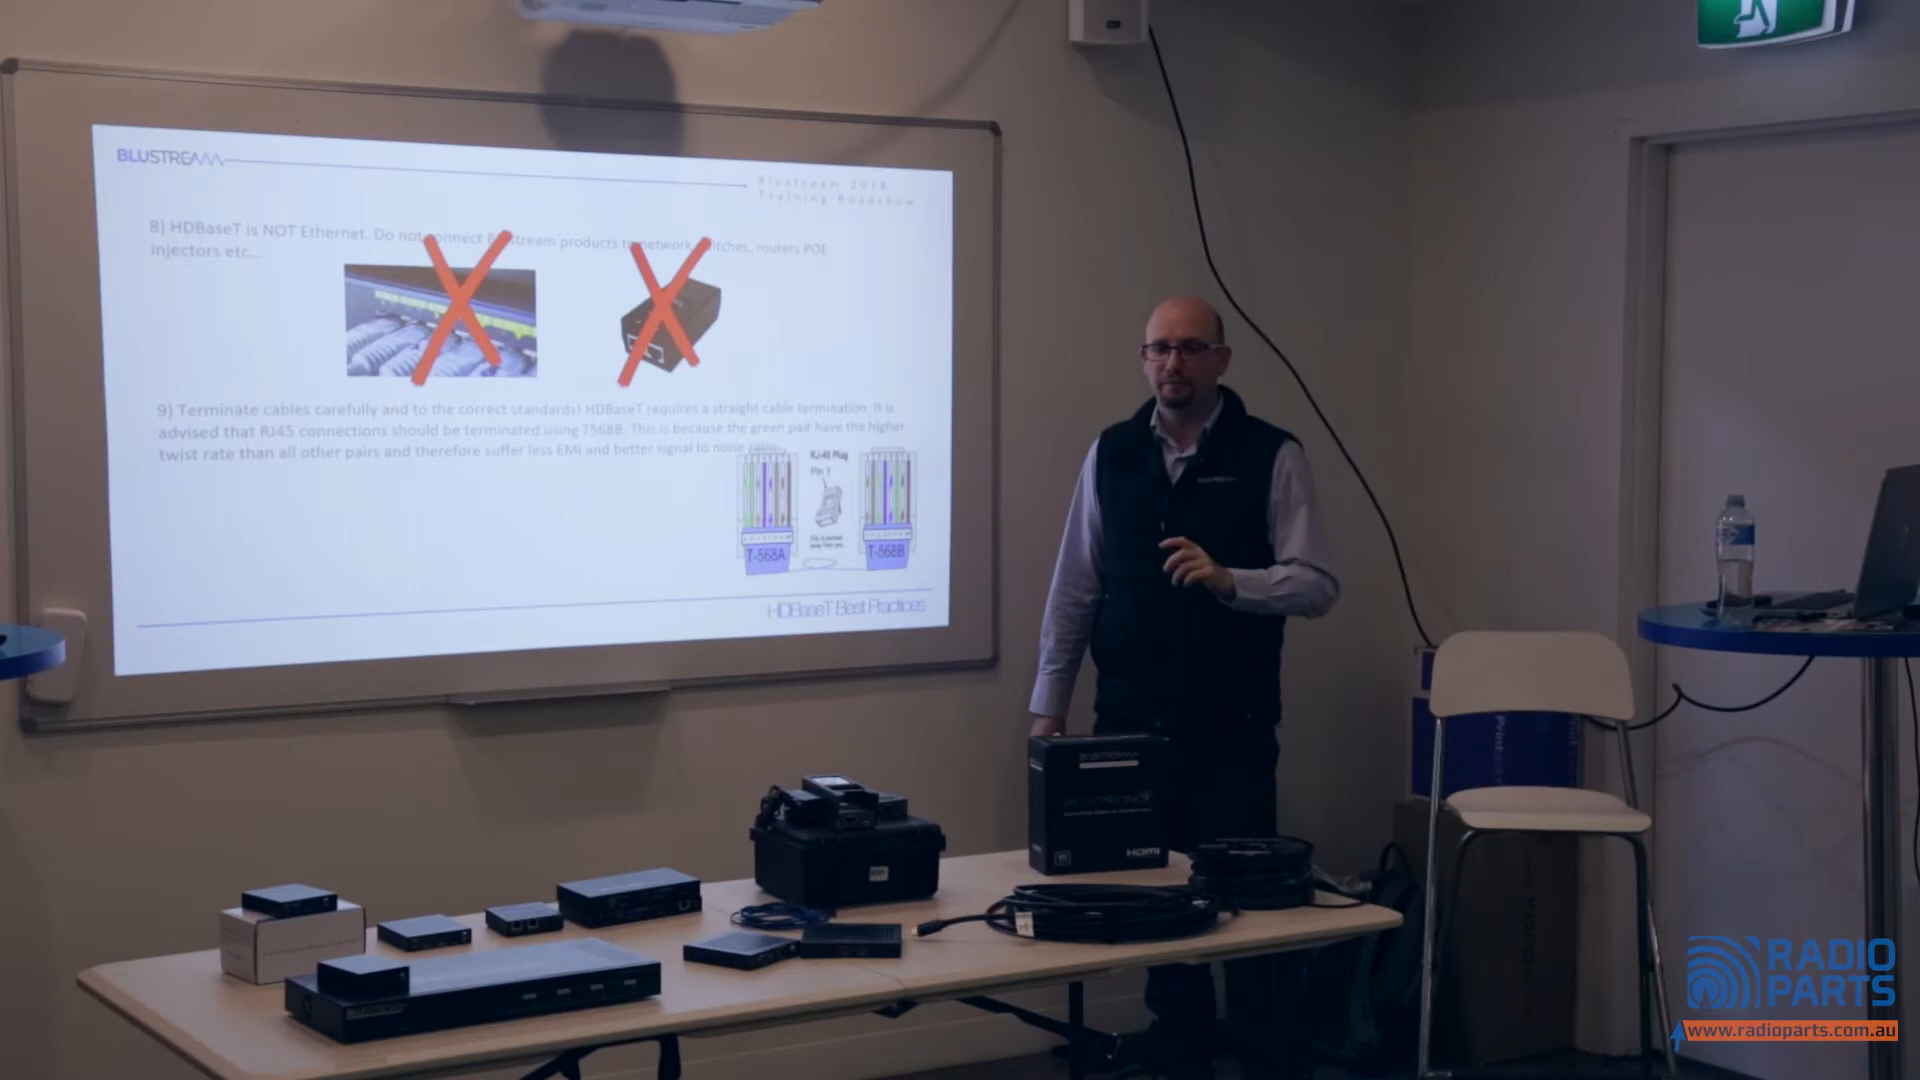 BLUSTREAM
Blustream 2018
Training Roadshow
8) HDBaseT is NOT Ethernet. Do not connect Blustream products to network switches, routers POE
injectors etc...
9) Terminate cables carefully and to the correct standards! HDBaseT requires a straight cable termination. It is
advised that RJ45 connections should be terminated using T568B. This is because the green pair have the higher
twist rate than all other pairs and therefore suffer less EMI and better signal to noise ratio.
RJ-45 Plug
Pin 1
T-568A
T-568B
HDBaseT Best Practices
BLUSTREAM
HDMI
RADIO
PARTS
www.radioparts.com.au